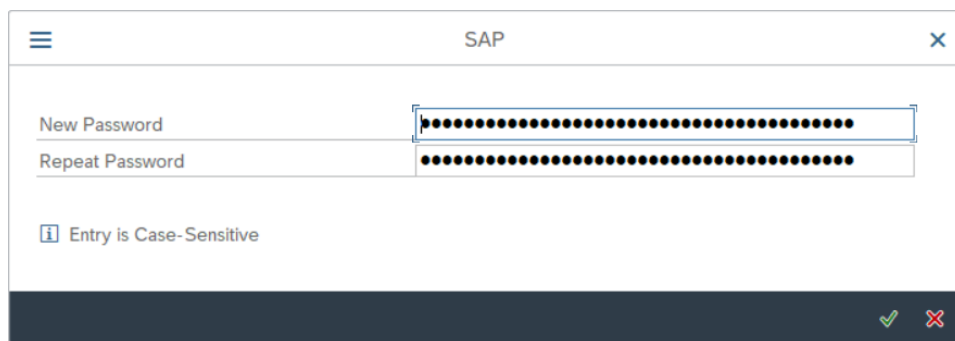 SAP
New Password ●●●●●●●●●●●●●●●●●●●●●●●●●●●●●●●●●●●●●●●●
Repeat Password ●●●●●●●●●●●●●●●●●●●●●●●●●●●●●●●●●●●●●●●●
Entry is Case-Sensitive